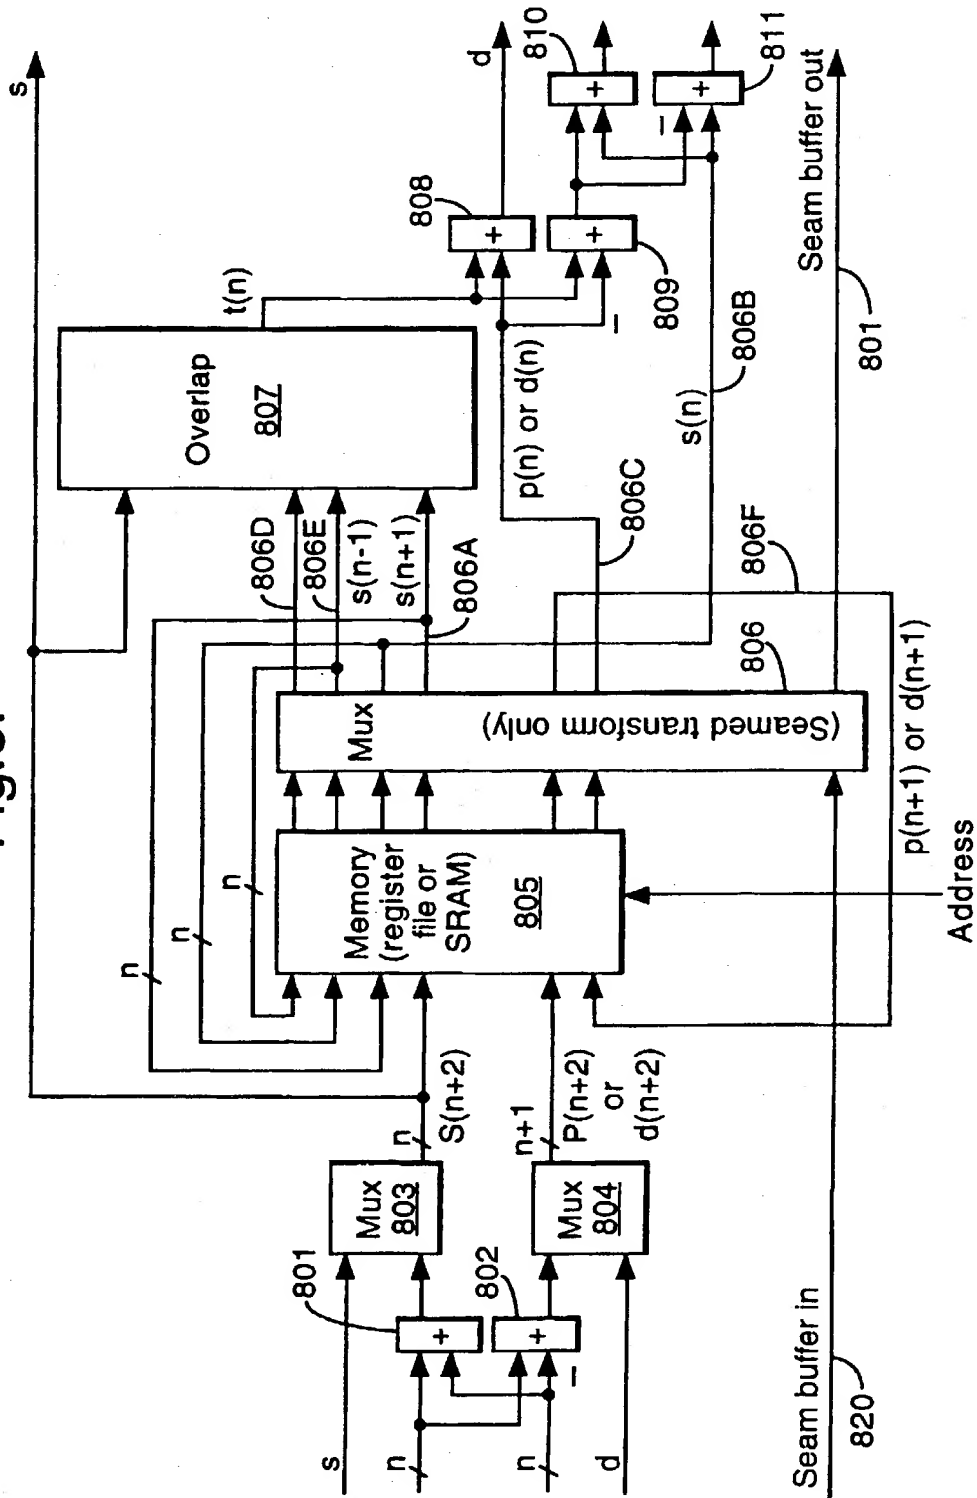 s
n
n
d
Seam buffer in
820
801
802
+
+
−
Mux
803
Mux
804
n
S(n+2)
n+1
P(n+2)
or
d(n+2)
n
n
n
Memory
(register
file or
SRAM)
805
Address
Mux
(Seamed transform only)
806
806D
806E
s(n-1)
s(n+1)
806A
806C
806F
p(n+1) or d(n+1)
Overlap
807
t(n)
p(n) or d(n)
s(n)
806B
808
+
−
+
809
s
d
810
+
−
+
811
801
Seam buffer out